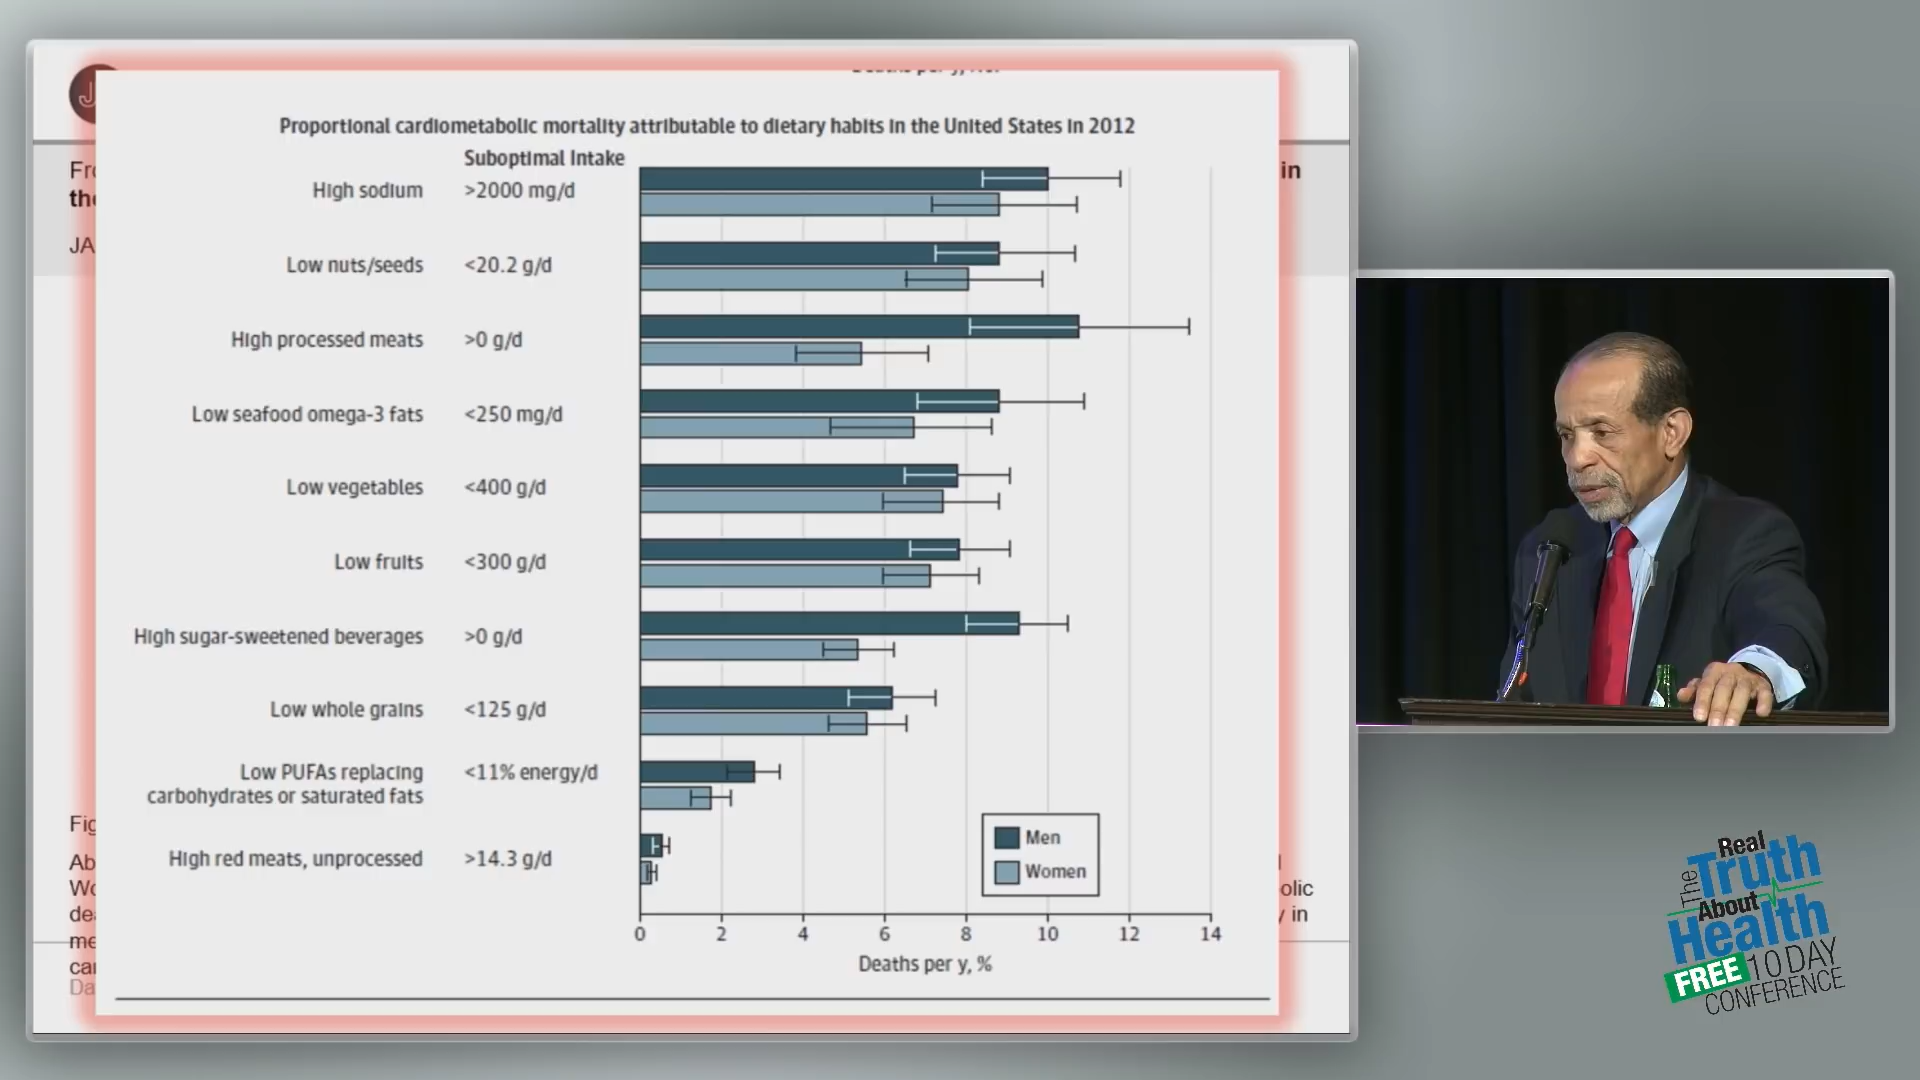 Proportional cardiometabolic mortality attributable to dietary habits in the United States in 2012
Suboptimal Intake
High sodium >2000 mg/d
Low nuts/seeds <20.2 g/d
High processed meats >0 g/d
Low seafood omega-3 fats <250 mg/d
Low vegetables <400 g/d
Low fruits <300 g/d
High sugar-sweetened beverages >0 g/d
Low whole grains <125 g/d
Low PUFAs replacing <11% energy/d
carbohydrates or saturated fats
High red meats, unprocessed >14.3 g/d
Men
Women
0 2 4 6 8 10 12 14
Deaths per y, %
in
JA
y in
The Real
Truth
About
Health
FREE 10 DAY
CONFERENCE